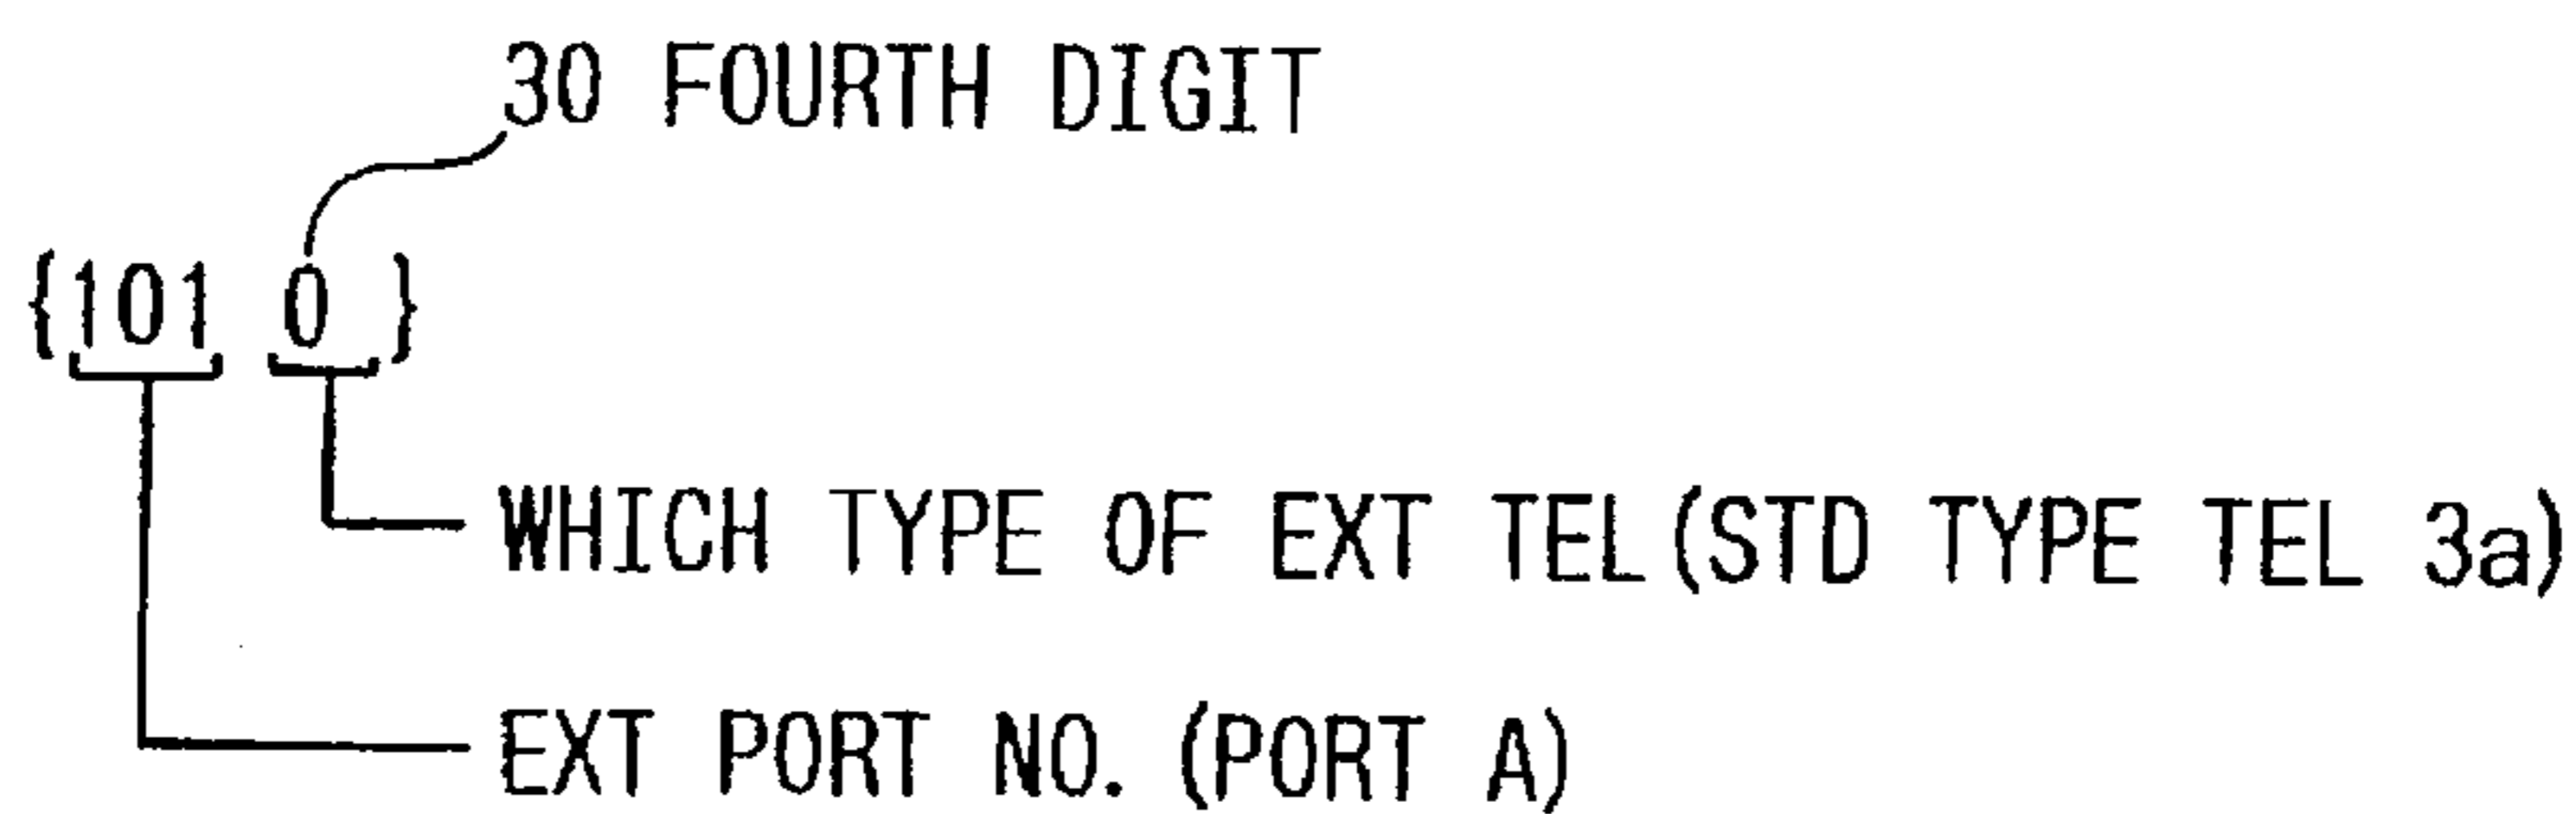 30 FOURTH DIGIT
{101 0 }
WHICH TYPE OF EXT TEL(STD TYPE TEL 3a)
EXT PORT NO. (PORT A)